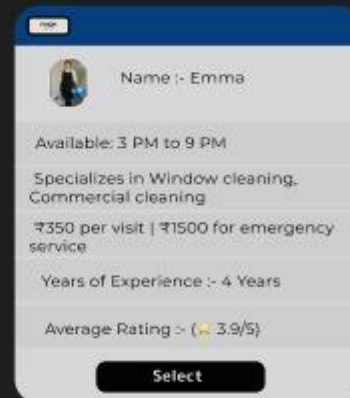 Name :- Emma
Available: 3 PM to 9 PM
Specializes in Window cleaning,
Commercial cleaning
₹350 per visit | ₹1500 for emergency
service
Years of Experience :- 4 Years
Average Rating :- (⭐ 3.9/5)
Select